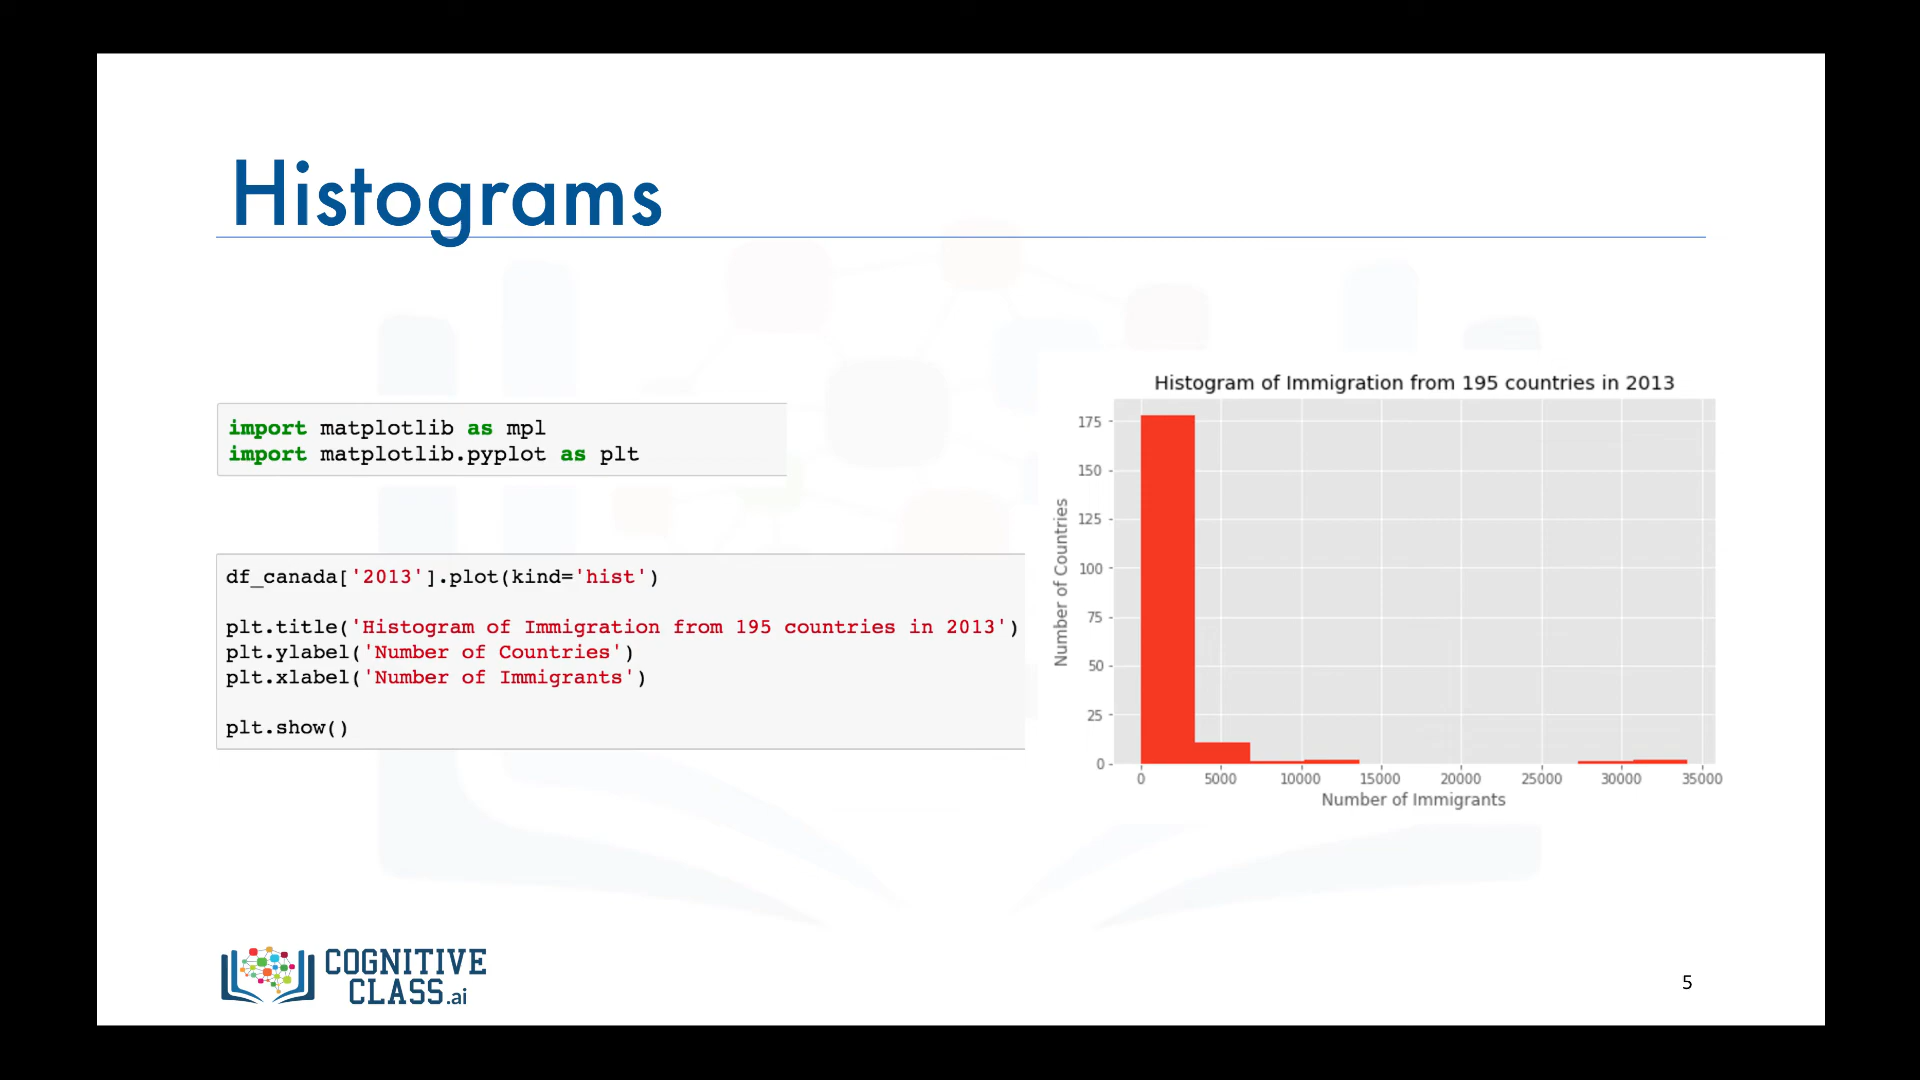 Histograms
import matplotlib as mpl
import matplotlib.pyplot as plt
df_canada['2013'].plot(kind='hist')
plt.title('Histogram of Immigration from 195 countries in 2013')
plt.ylabel('Number of Countries')
plt.xlabel('Number of Immigrants')
plt.show()
Histogram of Immigration from 195 countries in 2013
Number of Countries
175
150
125
100
75
50
25
0
0 5000 10000 15000 20000 25000 30000 35000
Number of Immigrants
COGNITIVE
CLASS.ai
5